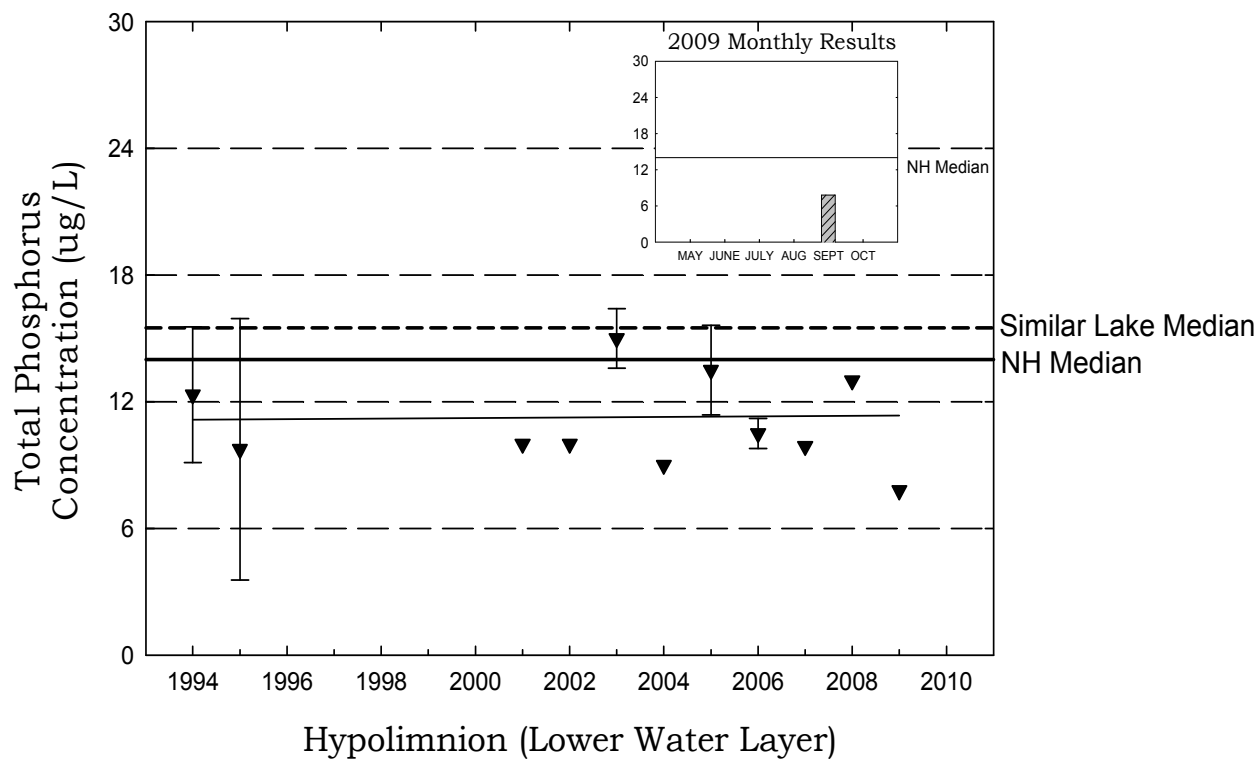 30
24
18
12
6
0
Total Phosphorus
Concentration (ug/L)
2009 Monthly Results
30
24
18
12
6
0
NH Median
MAY JUNE JULY AUG SEPT OCT
Similar Lake Median
NH Median
1994 1996 1998 2000 2002 2004 2006 2008 2010
Hypolimnion (Lower Water Layer)